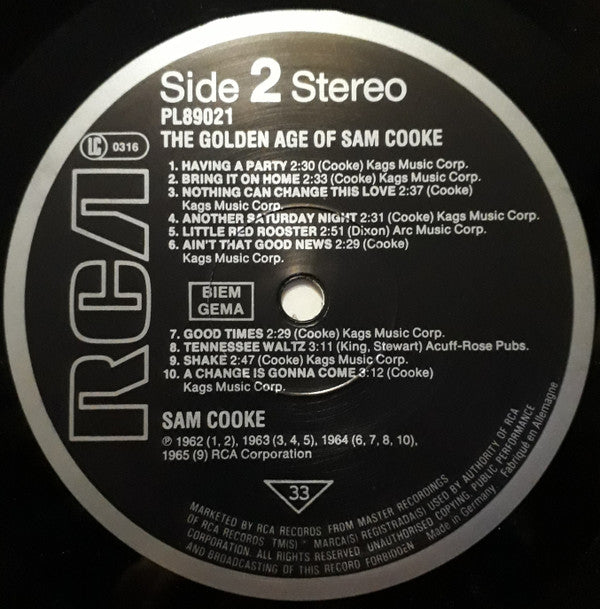 Side 2 Stereo
PL89021
THE GOLDEN AGE OF SAM COOKE
LC 0316
1. HAVING A PARTY 2:30 (Cooke) Kags Music Corp.
2. BRING IT ON HOME 2:33 (Cooke) Kags Music Corp.
3. NOTHING CAN CHANGE THIS LOVE 2:37 (Cooke)
Kags Music Corp.
4. ANOTHER SATURDAY NIGHT 2:31 (Cooke) Kags Music Corp.
5. LITTLE RED ROOSTER 2:51 (Dixon) Arc Music Corp.
6. AIN'T THAT GOOD NEWS 2:29 (Cooke)
Kags Music Corp.
BIEM
GEMA
7. GOOD TIMES 2:29 (Cooke) Kags Music Corp.
8. TENNESSEE WALTZ 3:11 (King, Stewart) Acuff-Rose Pubs.
9. SHAKE 2:47 (Cooke) Kags Music Corp.
10. A CHANGE IS GONNA COME 3:12 (Cooke)
Kags Music Corp.
RCA
SAM COOKE
℗ 1962 (1, 2), 1963 (3, 4, 5), 1964 (6, 7, 8, 10),
1965 (9) RCA Corporation
33
MARKETED BY RCA RECORDS FROM MASTER RECORDINGS
OF RCA RECORDS TM(S) ® MARCA(S) REGISTRADA(S) USED BY AUTHORITY OF RCA
CORPORATION. ALL RIGHTS RESERVED. UNAUTHORISED COPYING, PUBLIC PERFORMANCE
AND BROADCASTING OF THIS RECORD FORBIDDEN Made in Germany Fabriqué en Allemagne